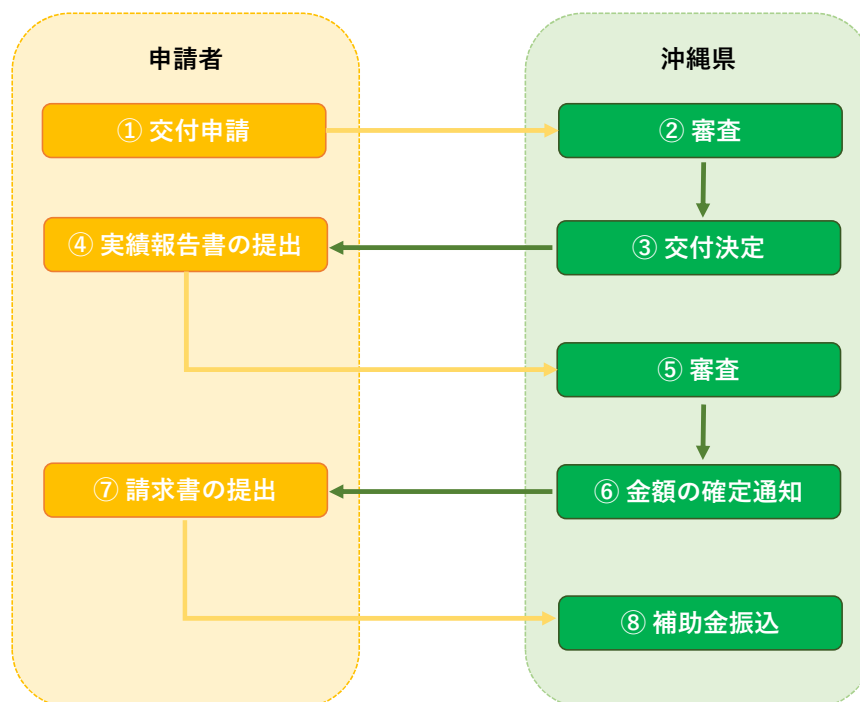 申請者
沖縄県
① 交付申請
② 審査
④ 実績報告書の提出
③ 交付決定
⑤ 審査
⑦ 請求書の提出
⑥ 金額の確定通知
⑧ 補助金振込